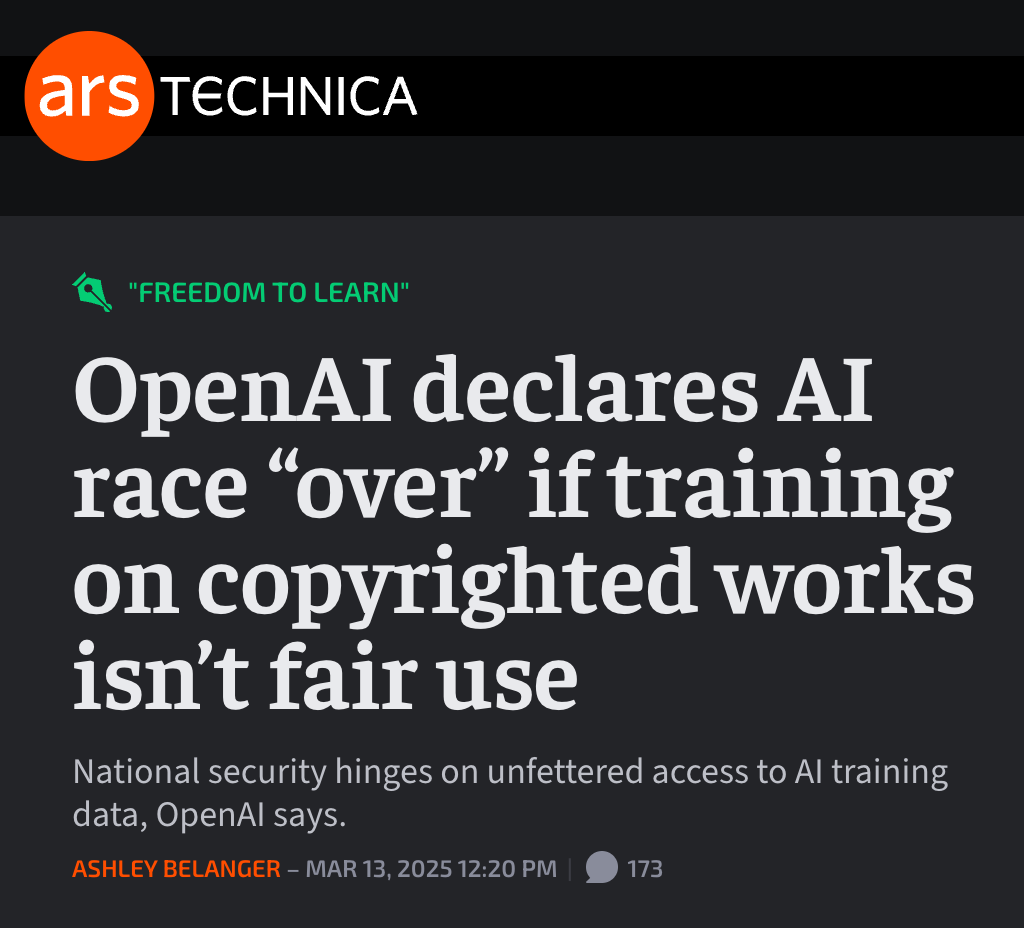 ars TECHNICA
"FREEDOM TO LEARN"
OpenAI declares AI
race “over” if training
on copyrighted works
isn’t fair use
National security hinges on unfettered access to AI training
data, OpenAI says.
ASHLEY BELANGER – MAR 13, 2025 12:20 PM | 173